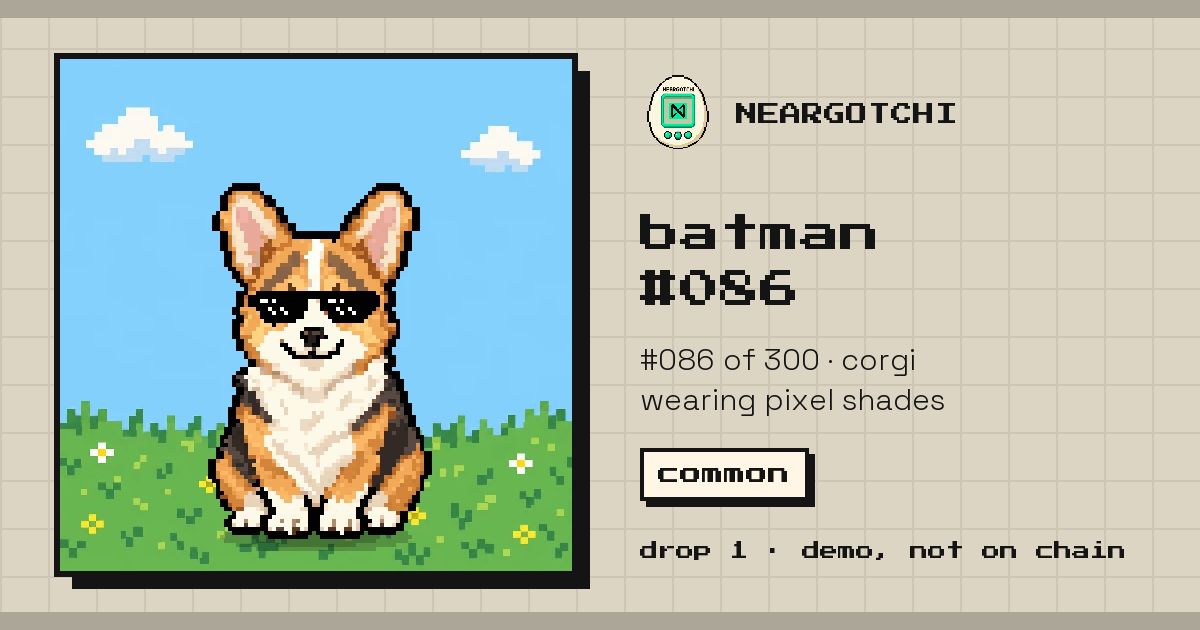 NEARGOTCHI
NEARGOTCHI
batman
#086
#086 of 300 · corgi
wearing pixel shades
common
drop 1 · demo, not on chain